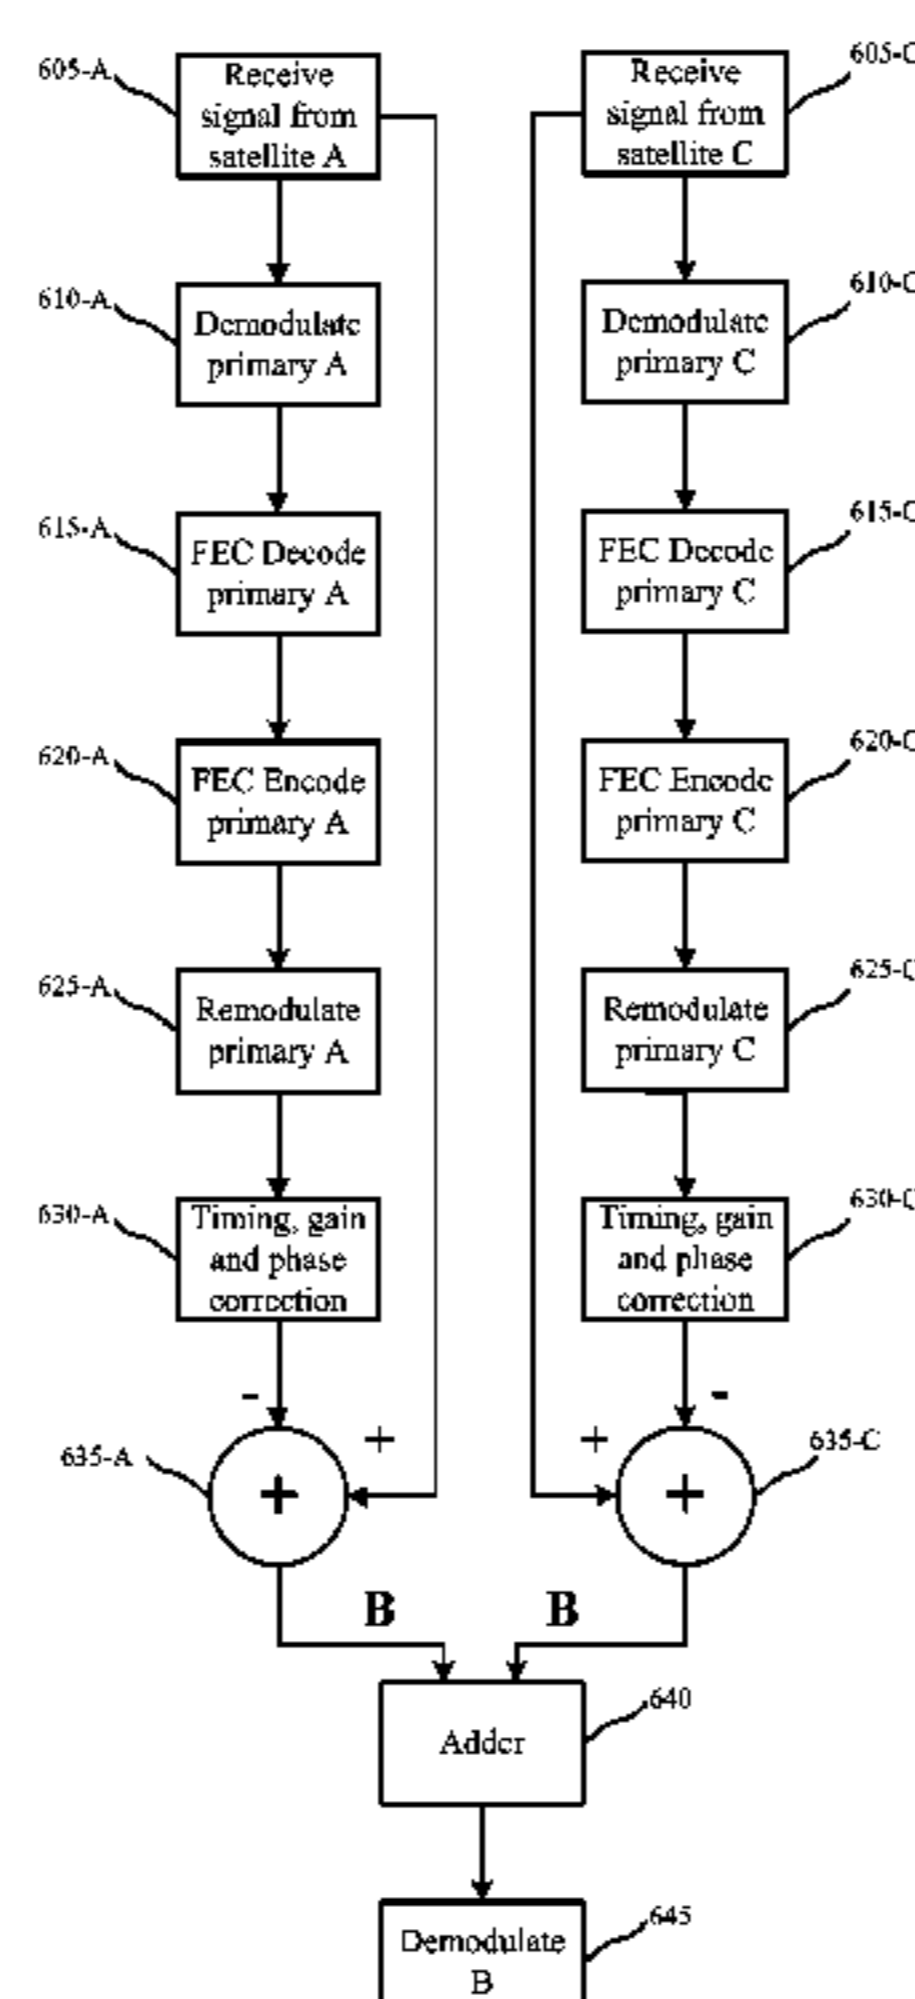 605-A
Receive
signal from
satellite A
605-C
Receive
signal from
satellite C
610-A
Demodulate
primary A
610-C
Demodulate
primary C
615-A
FEC Decode
primary A
615-C
FEC Decode
primary C
620-A
FEC Encode
primary A
620-C
FEC Encode
primary C
625-A
Remodulate
primary A
625-C
Remodulate
primary C
630-A
Timing, gain
and phase
correction
630-C
Timing, gain
and phase
correction
-
-
635-A
+
+
+
+
635-C
B
B
640
Adder
645
Demodulate
B